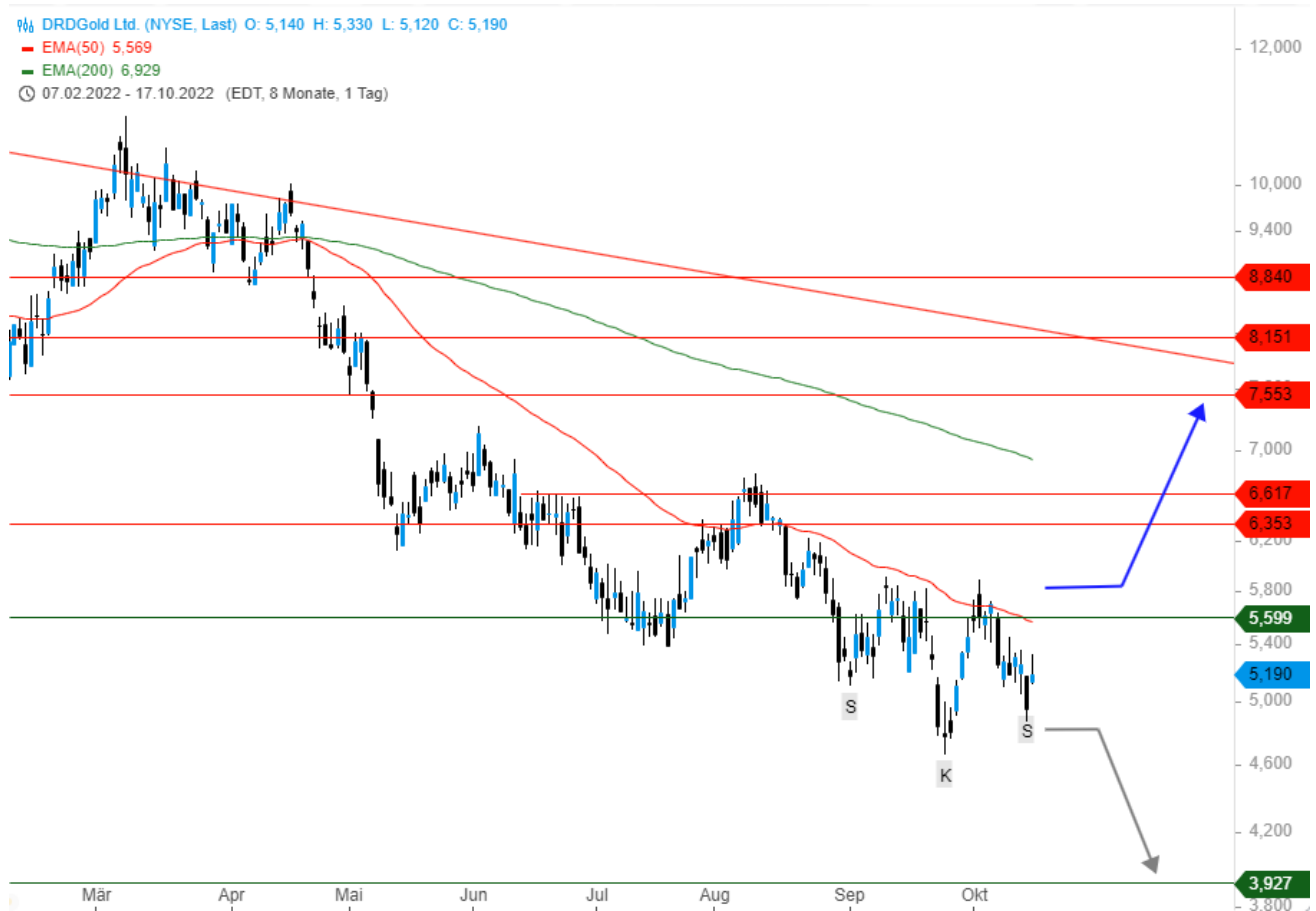 DRDGold Ltd. (NYSE, Last) O: 5,140 H: 5,330 L: 5,120 C: 5,190
EMA(50) 5,569
EMA(200) 6,929
07.02.2022 - 17.10.2022 (EDT, 8 Monate, 1 Tag)
12,000
10,000
9,400
8,840
8,151
7,553
7,000
6,617
6,353
6,200
5,800
5,599
5,400
5,190
5,000
S
S
K
4,600
4,200
3,927
3,800
Mär Apr Mai Jun Jul Aug Sep Okt